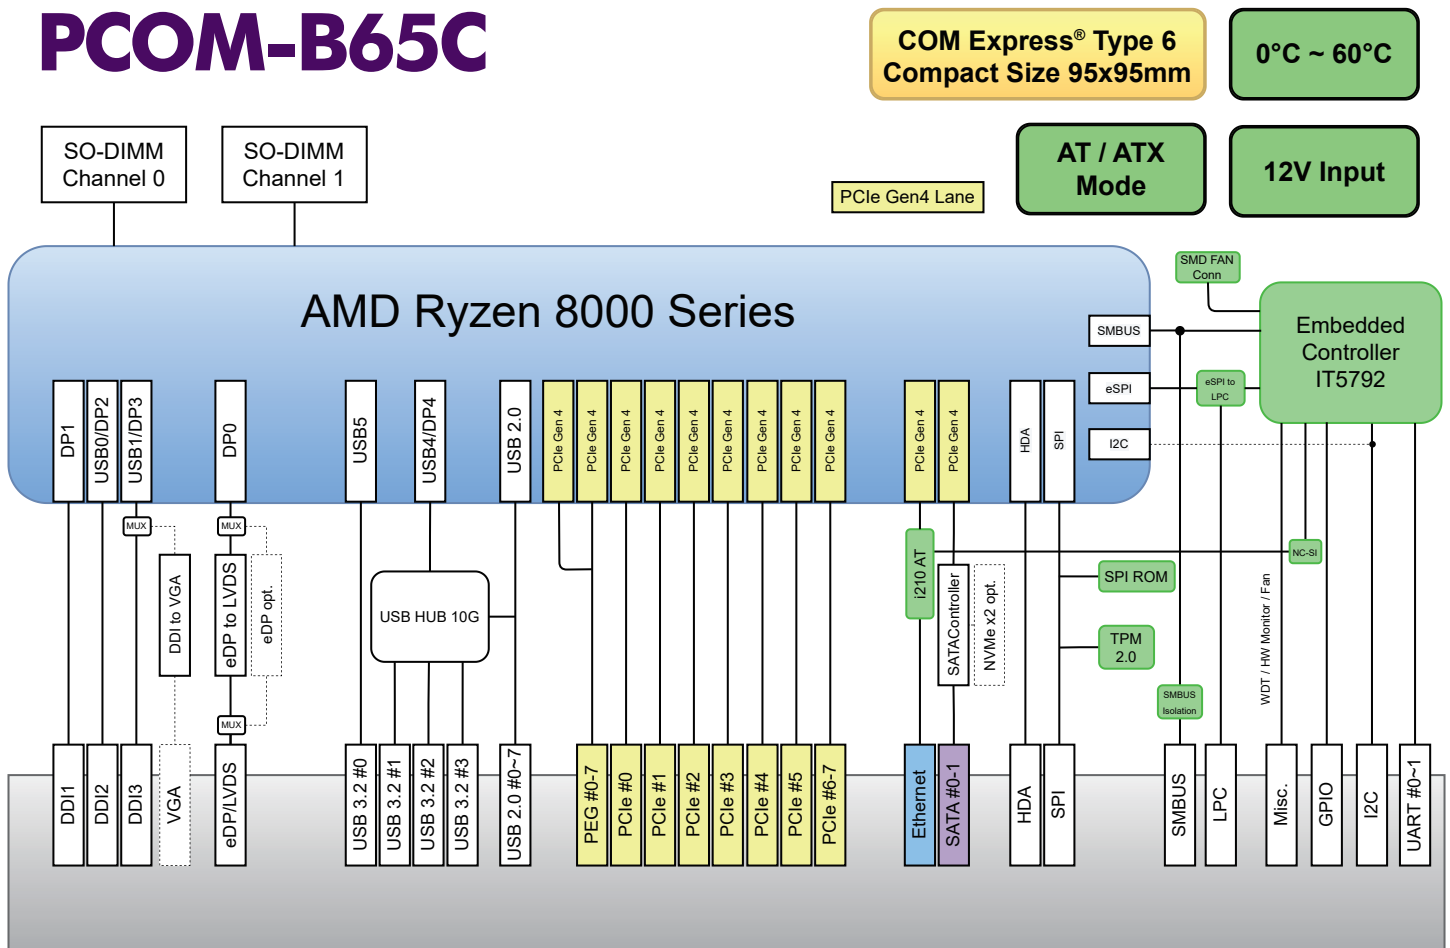 PCOM-B65C
COM Express® Type 6
Compact Size 95x95mm
0°C ~ 60°C
SO-DIMM
Channel 0
SO-DIMM
Channel 1
PCIe Gen4 Lane
AT / ATX
Mode
12V Input
AMD Ryzen 8000 Series
SMD FAN
Conn
Embedded
Controller
IT5792
SMBUS
eSPI
eSPI to
LPC
I2C
DP1
USB0/DP2
USB1/DP3
DP0
USB5
USB4/DP4
USB 2.0
PCIe Gen 4
PCIe Gen 4
PCIe Gen 4
PCIe Gen 4
PCIe Gen 4
PCIe Gen 4
PCIe Gen 4
PCIe Gen 4
PCIe Gen 4
PCIe Gen 4
PCIe Gen 4
HDA
SPI
MUX
MUX
DDI to VGA
eDP to LVDS
eDP opt.
USB HUB 10G
i210 AT
SATAController
NVMe x2 opt.
SPI ROM
TPM
2.0
NC-SI
WDT / HW Monitor / Fan
SMBUS
Isolation
MUX
DDI1
DDI2
DDI3
VGA
eDP/LVDS
USB 3.2 #0
USB 3.2 #1
USB 3.2 #2
USB 3.2 #3
USB 2.0 #0~7
PEG #0-7
PCIe #0
PCIe #1
PCIe #2
PCIe #3
PCIe #4
PCIe #5
PCIe #6-7
Ethernet
SATA #0-1
HDA
SPI
SMBUS
LPC
Misc.
GPIO
I2C
UART #0~1